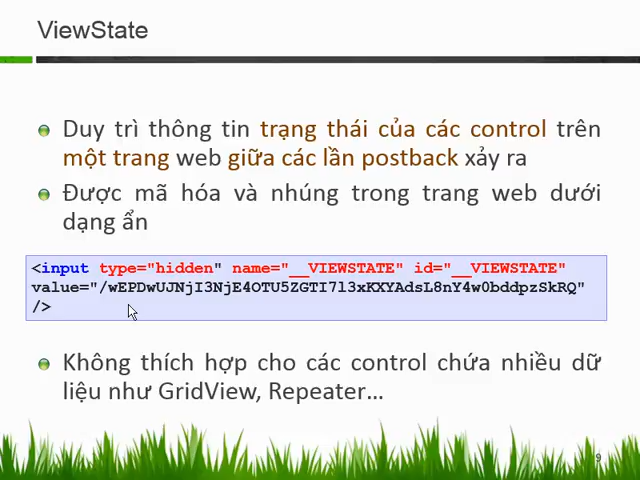 ViewState
Duy trì thông tin trạng thái của các control trên
một trang web giữa các lần postback xảy ra
Được mã hóa và nhúng trong trang web dưới
dạng ẩn
<input type="hidden" name="__VIEWSTATE" id="__VIEWSTATE"
value="/wEPDwUJNjI3NjE4OTU5ZGTI7l3xKXYAdsL8nY4w0bddpzSkRQ"
/>
Không thích hợp cho các control chứa nhiều dữ
liệu như GridView, Repeater…
9